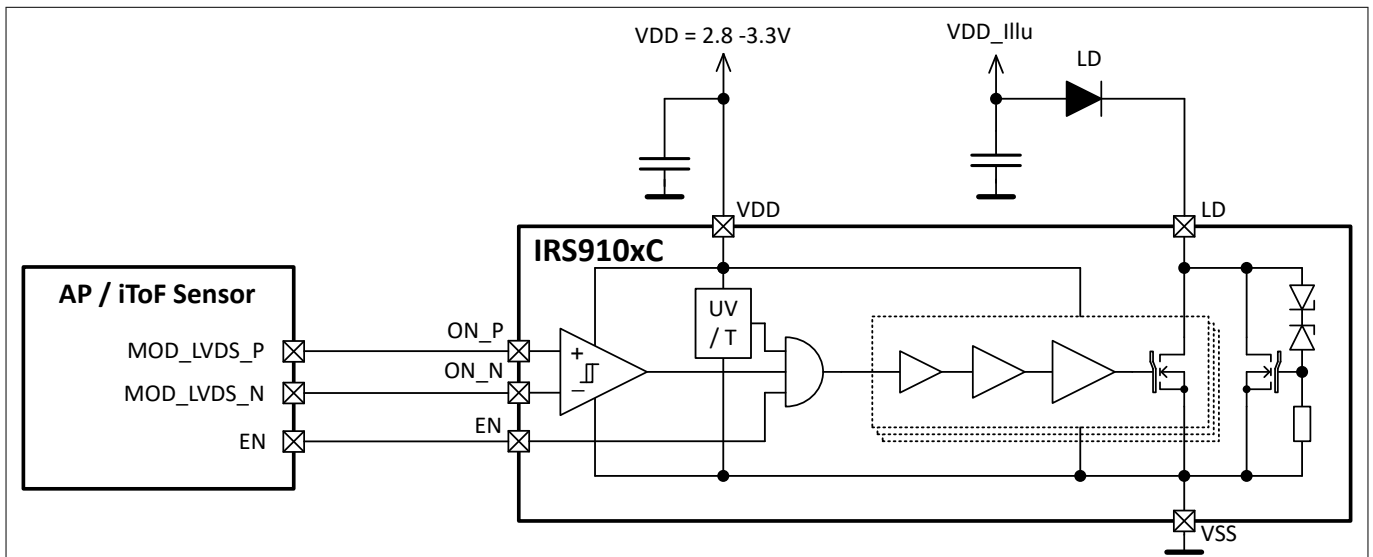 VDD = 2.8 -3.3V
VDD_Illu
LD
VDD
LD
IRS910xC
AP / iToF Sensor
UV
/ T
ON_P
MOD_LVDS_P
+
ON_N
MOD_LVDS_N
−
EN
EN
VSS